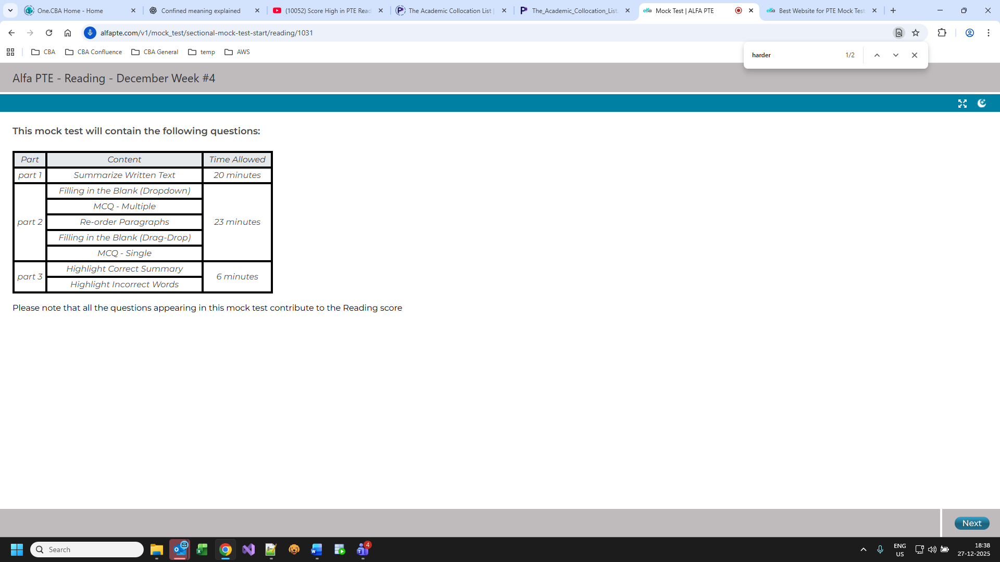 One.CBA Home - Home
Confined meaning explained
(10052) Score High in PTE Read
The Academic Collocation List |
The_Academic_Collocation_List.
Mock Test | ALFA PTE
Best Website for PTE Mock Test
alfapte.com/v1/mock_test/sectional-mock-test-start/reading/1031
CBA
CBA Confluence
CBA General
temp
AWS
harder
1/2
Alfa PTE - Reading - December Week #4
This mock test will contain the following questions:
Part Content Time Allowed
part 1 Summarize Written Text 20 minutes
Filling in the Blank (Dropdown)
MCQ - Multiple
part 2 Re-order Paragraphs 23 minutes
Filling in the Blank (Drag-Drop)
MCQ - Single
Highlight Correct Summary
part 3 6 minutes
Highlight Incorrect Words
Please note that all the questions appearing in this mock test contribute to the Reading score
Next
Search
4
ENG
US
18:38
27-12-2025